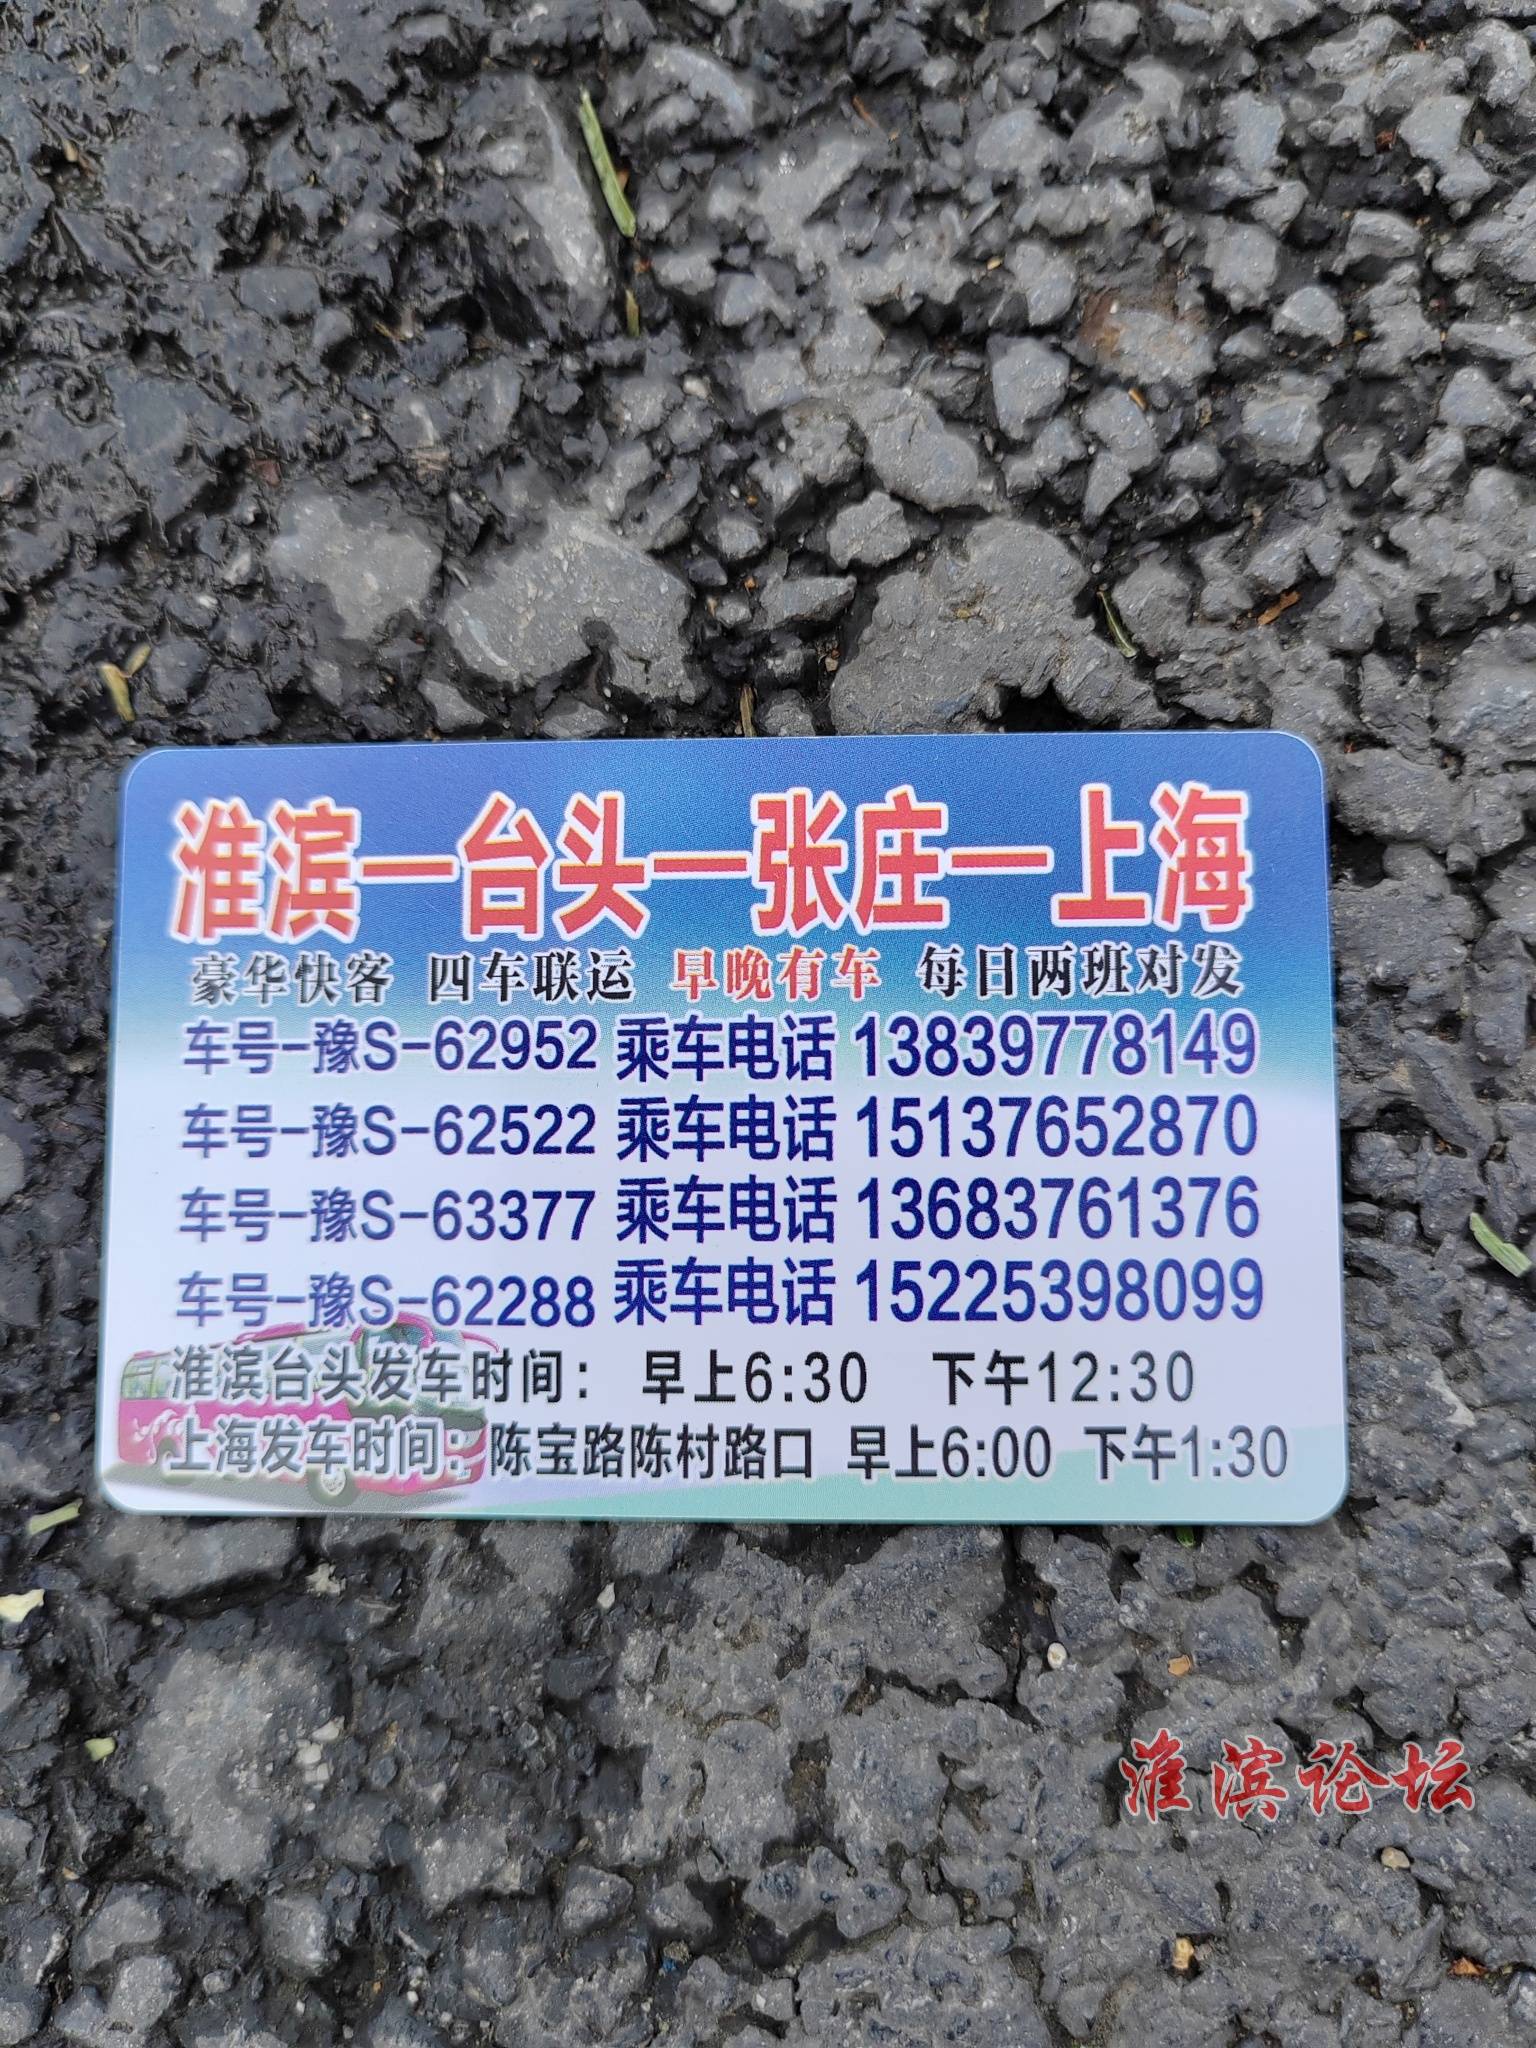 淮滨—台头—张庄—上海
豪华快客 四车联运 早晚有车 每日两班对发
车号-豫S-62952 乘车电话 13839778149
车号-豫S-62522 乘车电话 15137652870
车号-豫S-63377 乘车电话 13683761376
车号-豫S-62288 乘车电话 15225398099
淮滨台头发车时间： 早上6:30 下午12:30
上海发车时间：陈宝路陈村路口 早上6:00 下午1:30
淮滨论坛